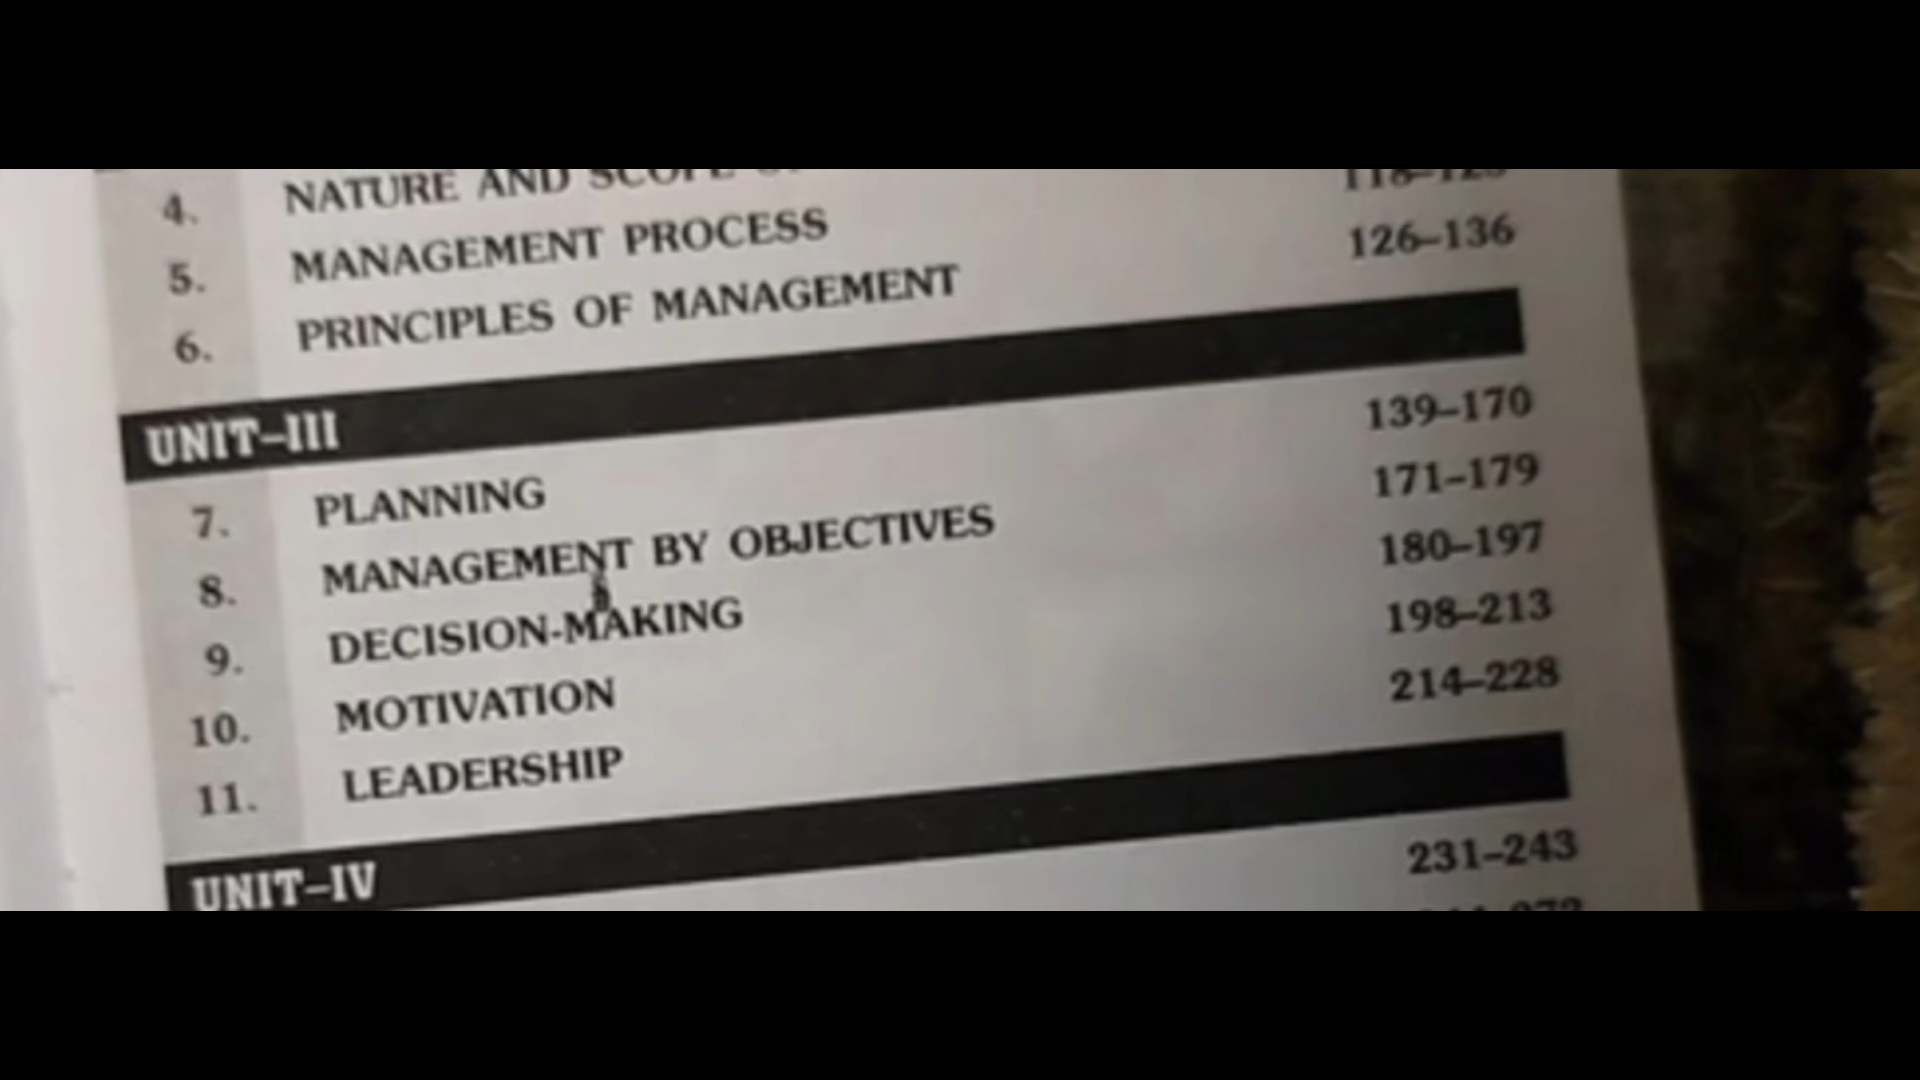 4. NATURE AND SCOPE
5. MANAGEMENT PROCESS
6. PRINCIPLES OF MANAGEMENT 126–136
UNIT–III
7. PLANNING 139–170
8. MANAGEMENT BY OBJECTIVES 171–179
9. DECISION-MAKING 180–197
10. MOTIVATION 198–213
11. LEADERSHIP 214–228
UNIT–IV
231–243